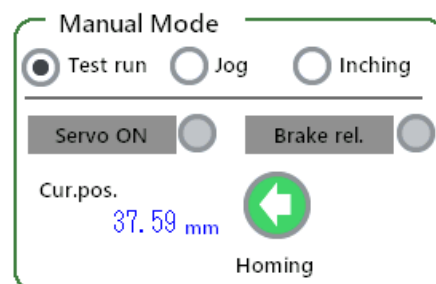 Manual Mode
Test run Jog Inching
Servo ON Brake rel.
Cur.pos.
37.59 mm
Homing